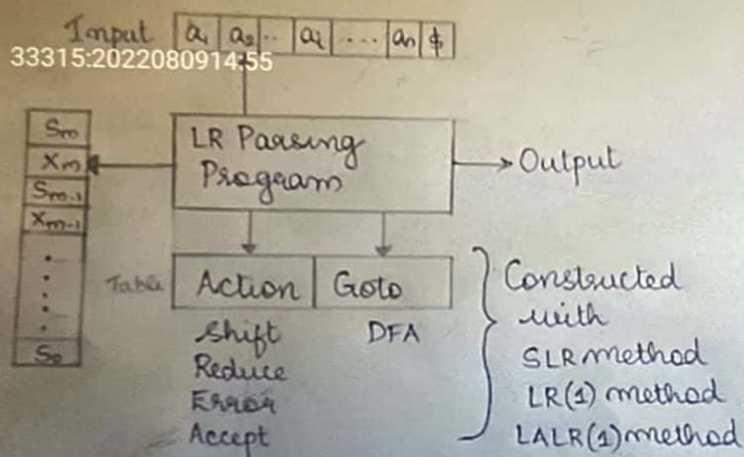 Input a1 a2 .. ai .... an $
33315:2022080914:55
Sm
Xm
Sm-1
Xm-1
.
.
.
.
.
S0
LR Parsing
Program
Output
Table
Action Goto
Shift DFA
Reduce
Error
Accept
Constructed
with
SLR method
LR(1) method
LALR(1) method